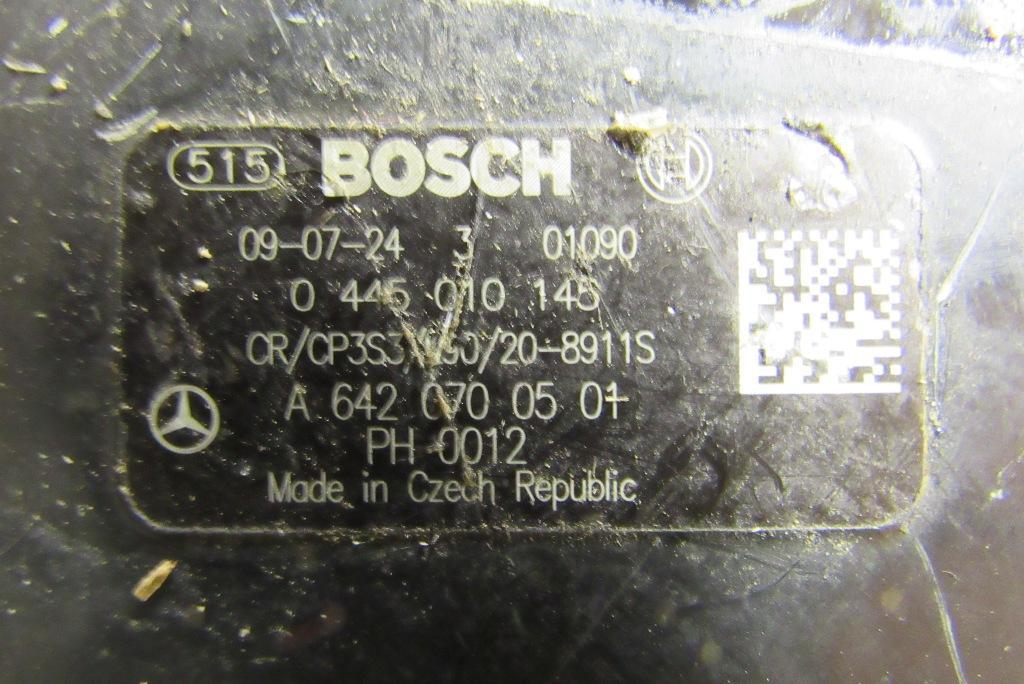 515 BOSCH
09-07-24 3 01090
0 445 010 145
CR/CP3S3/ /20-8911S
A 642 070 05 01
PH 0012
Made in Czech Republic